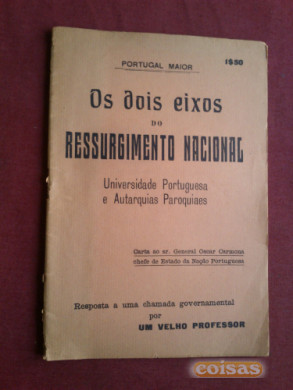 PORTUGAL MAIOR
1$50
Os dois eixos
DO
RESSURGIMENTO NACIONAL
Universidade Portuguesa
e Autarquias Paroquiaes
Carta ao sr. General Oscar Carmona
chefe do Estado da Nação Portuguesa
Resposta a uma chamada governamental
por
UM VELHO PROFESSOR
coisas